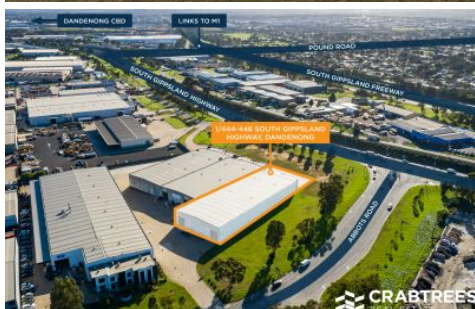 DANDENONG CBD
LINKS TO M1
POUND ROAD
SOUTH GIPPSLAND FREEWAY
SOUTH GIPPSLAND HIGHWAY
1/444-446 SOUTH GIPPSLAND
HIGHWAY, DANDENONG
ABBOTS ROAD
CRABTREES